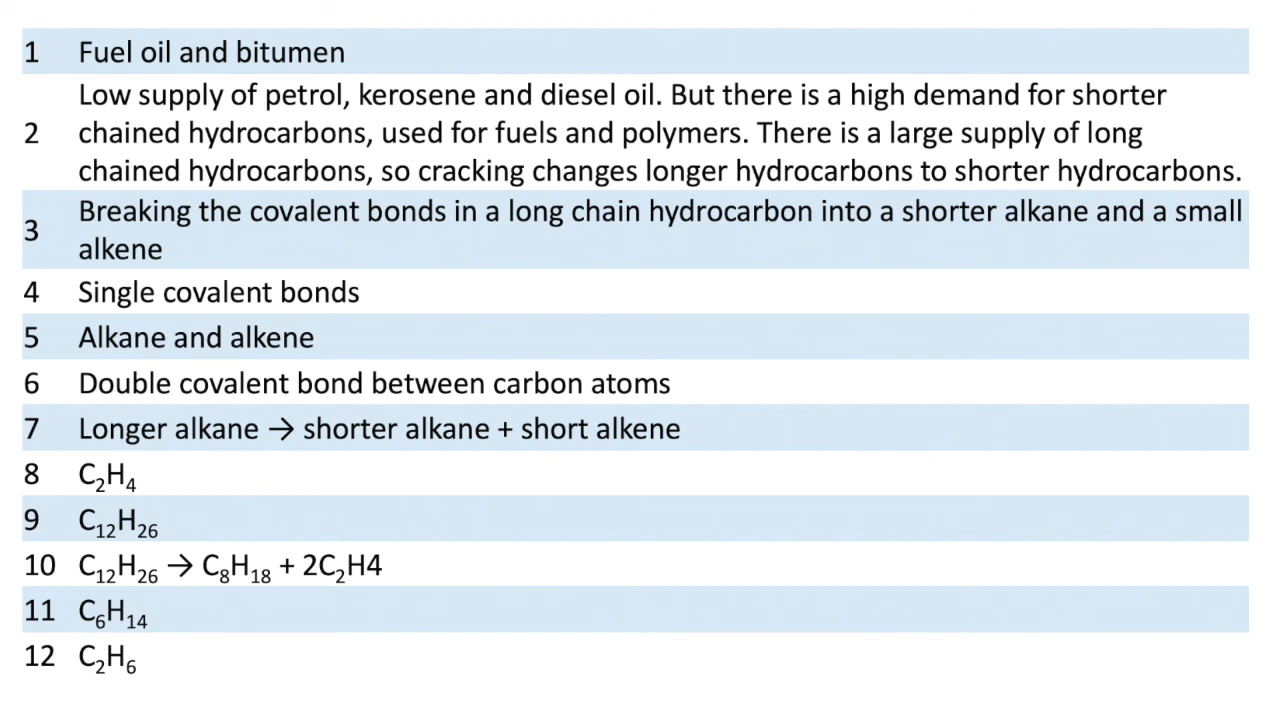 1 Fuel oil and bitumen
Low supply of petrol, kerosene and diesel oil. But there is a high demand for shorter
2 chained hydrocarbons, used for fuels and polymers. There is a large supply of long
chained hydrocarbons, so cracking changes longer hydrocarbons to shorter hydrocarbons.
3 Breaking the covalent bonds in a long chain hydrocarbon into a shorter alkane and a small
alkene
4 Single covalent bonds
5 Alkane and alkene
6 Double covalent bond between carbon atoms
7 Longer alkane → shorter alkane + short alkene
8 C₂H₄
9 C₁₂H₂₆
10 C₁₂H₂₆ → C₈H₁₈ + 2C₂H4
11 C₆H₁₄
12 C₂H₆